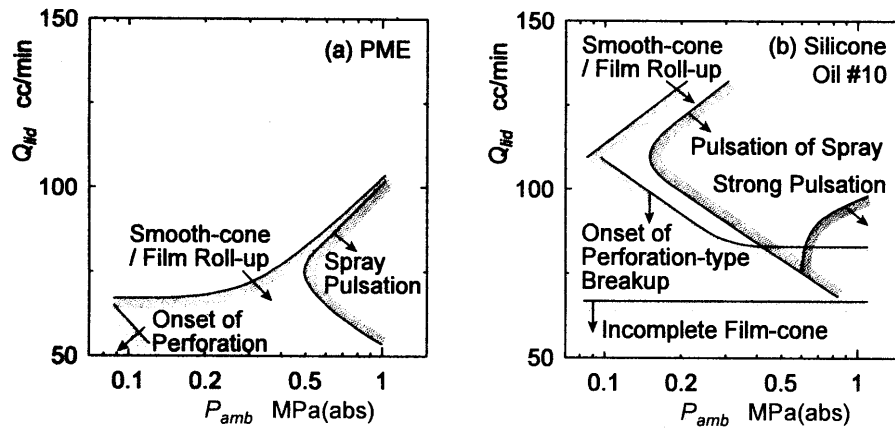 150
(a) PME
Q_liq cc/min
100
Smooth-cone
/ Film Roll-up
Spray
Pulsation
Onset of
Perforation
50
0.1 0.2 0.5 1
P_amb MPa(abs)
150
Smooth-cone
/ Film Roll-up
(b) Silicone
Oil #10
Q_liq cc/min
Pulsation of Spray
Strong Pulsation
100
Onset of
Perforation-type
Breakup
Incomplete Film-cone
50
0.1 0.2 0.5 1
P_amb MPa(abs)